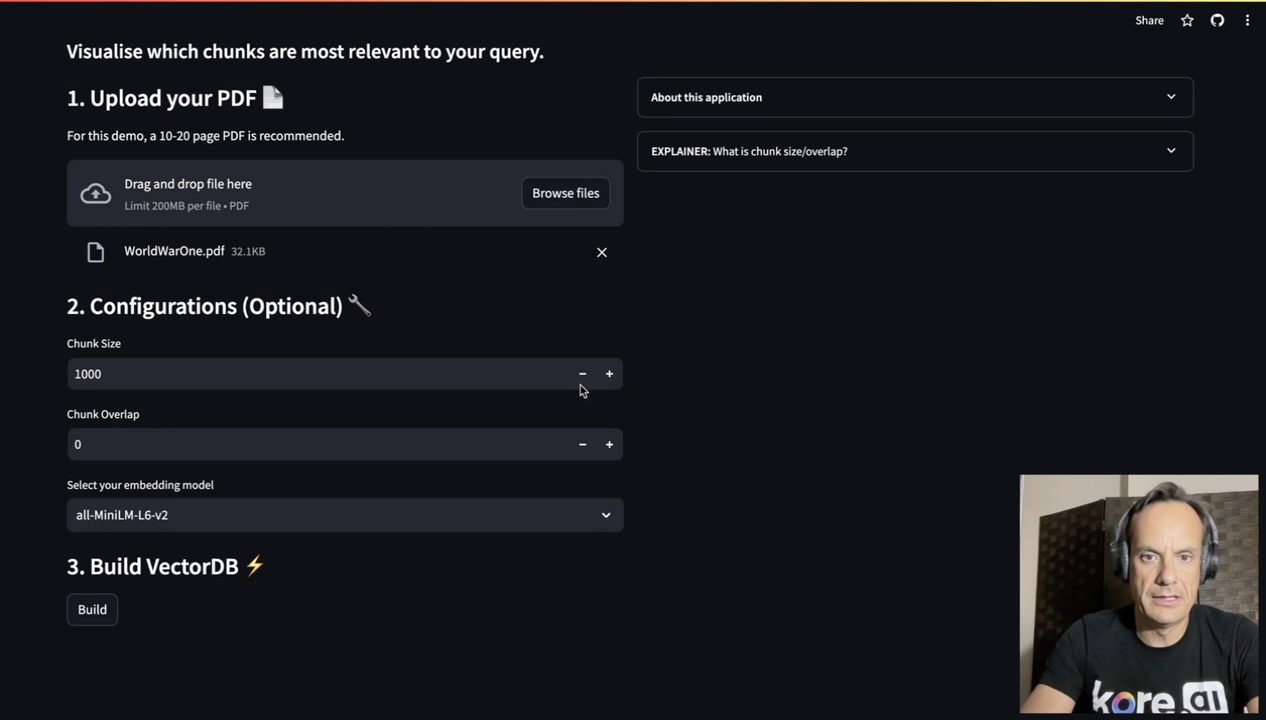 Share
Visualise which chunks are most relevant to your query.
1. Upload your PDF
For this demo, a 10-20 page PDF is recommended.
Drag and drop file here
Limit 200MB per file • PDF
Browse files
WorldWarOne.pdf 32.1KB
2. Configurations (Optional)
Chunk Size
1000
Chunk Overlap
0
Select your embedding model
all-MiniLM-L6-v2
3. Build VectorDB
Build
About this application
EXPLAINER: What is chunk size/overlap?
kore.ai